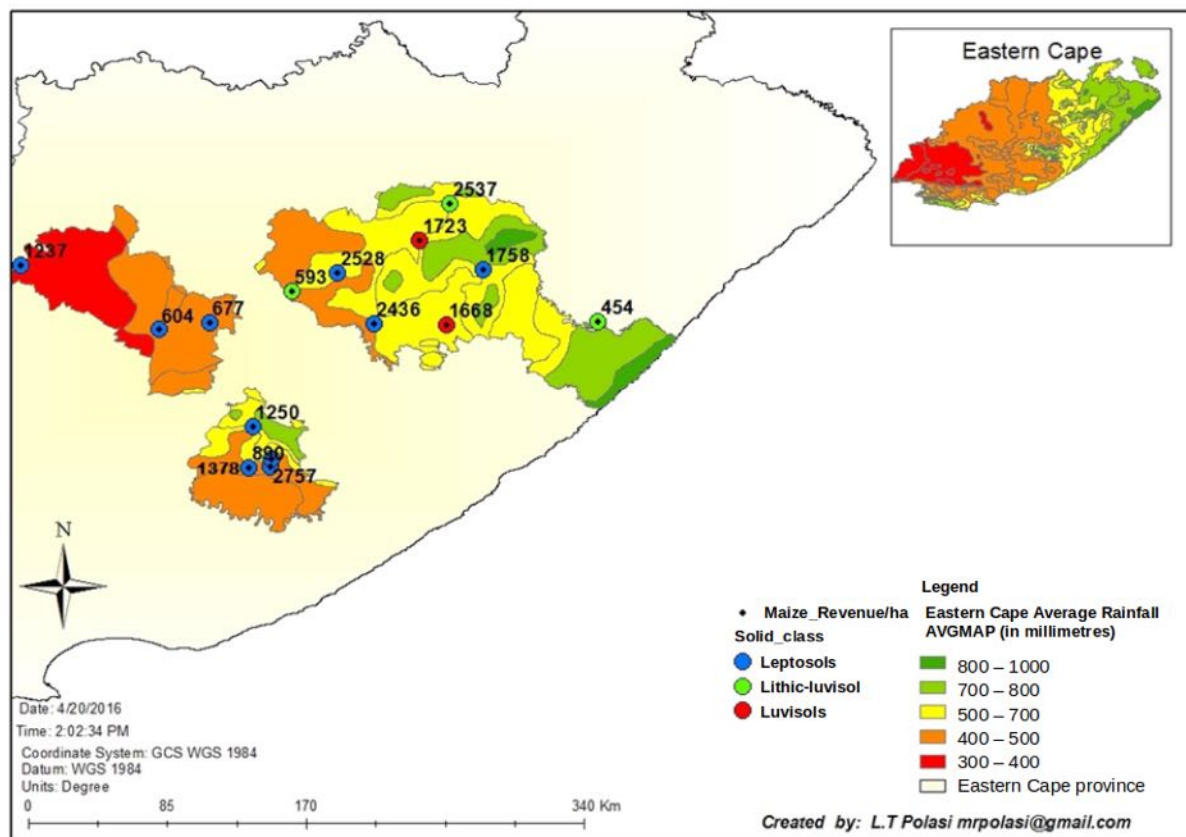 Eastern Cape
2537
1723
1237
2528
1758
593
604
677
2436
1668
454
1250
890
1378
2757
N
Legend
Maize_Revenue/ha
Eastern Cape Average Rainfall
AVGMAP (in millimetres)
Solid_class
Leptosols
Lithic-luvisol
Luvisols
800 – 1000
700 – 800
500 – 700
400 – 500
300 – 400
Eastern Cape province
Date: 4/20/2016
Time: 2:02:34 PM
Coordinate System: GCS WGS 1984
Datum: WGS 1984
Units: Degree
0 85 170 340 Km
Created by: L.T Polasi mrpolasi@gmail.com